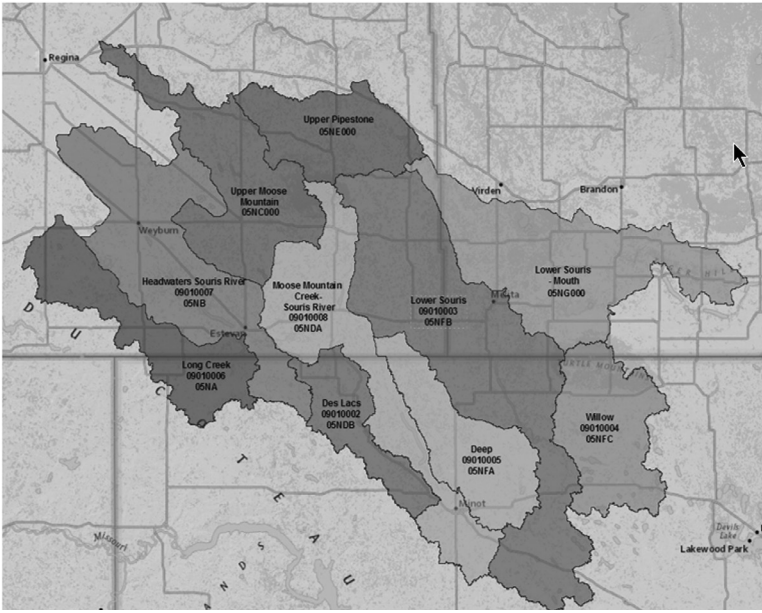 Regina
Upper Pipestone
05NE000
Virden
Brandon
Upper Moose
Mountain
05NC000
Weyburn
Headwaters Souris River
09010007
05NB
Moose Mountain
Creek-
Souris River
09010008
05NDA
Lower Souris
- Mouth
05NG000
Lower Souris
09010003
05NFB
Estevan
Long Creek
09010006
05NA
Des Lacs
09010002
05NDB
Willow
09010004
05NFC
Deep
09010005
05NFA
Minot
Missouri
Devils
Lake
Lakewood Park